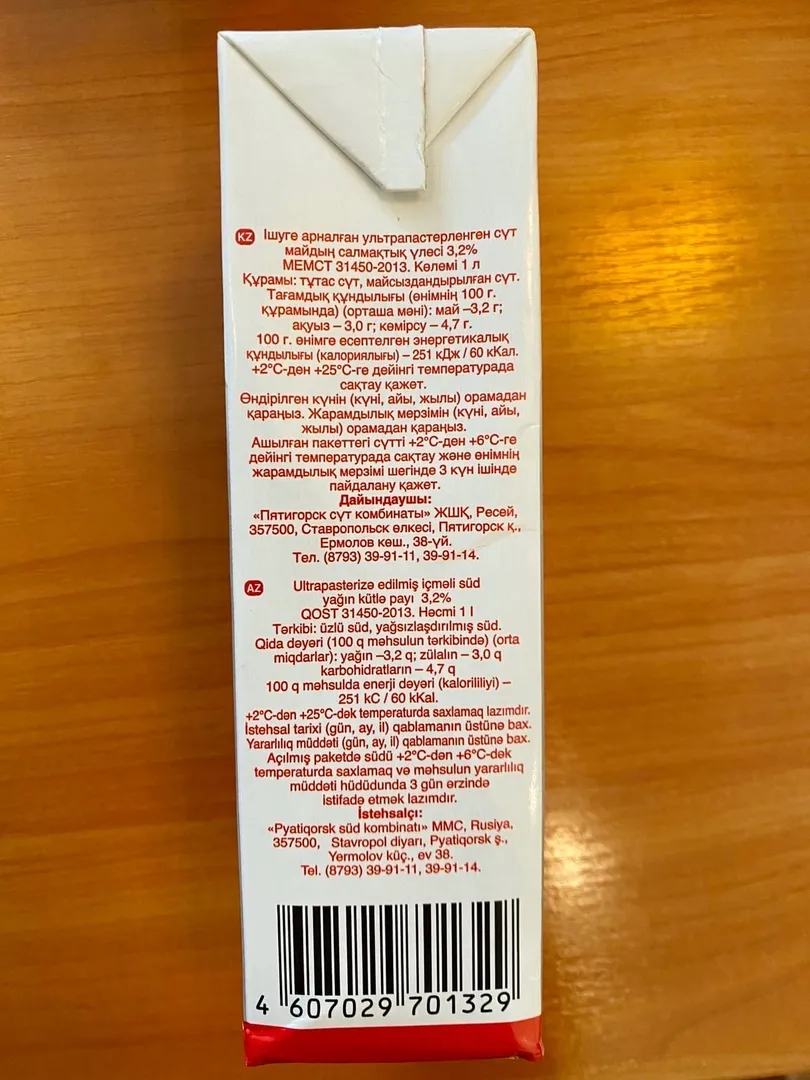 KZ Ішуге арналған ультрапастерленген сүт
майдың салмақтық үлесі 3,2%
МЕМСТ 31450-2013. Көлемі 1 л
Құрамы: тұтас сүт, майсыздандырылған сүт.
Тағамдық құндылығы (өнімнің 100 г.
құрамында) (орташа мәні): май –3,2 г;
ақуыз – 3,0 г; көмірсу – 4,7 г.
100 г. өнімге есептелген энергетикалық
құндылығы (калориялығы) – 251 кДж / 60 кКал.
+2°С-ден +25°С-ге дейінгі температурада
сақтау қажет.
Өндірілген күнін (күні, айы, жылы) орамадан
қараңыз. Жарамдылық мерзімін (күні, айы,
жылы) орамадан қараңыз.
Ашылған пакеттегі сүтті +2°С-ден +6°С-ге
дейінгі температурада сақтау және өнімнің
жарамдылық мерзімі шегінде 3 күн ішінде
пайдалану қажет.
Дайындаушы:
«Пятигорск сүт комбинаты» ЖШҚ, Ресей,
357500, Ставропольск өлкесі, Пятигорск қ.,
Ермолов көш., 38-үй.
Тел. (8793) 39-91-11, 39-91-14.
AZ Ultrapasterizə edilmiş içməli süd
yağın kütlə payı 3,2%
QOST 31450-2013. Həcmi 1 l
Tərkibi: üzlü süd, yağsızlaşdırılmış süd.
Qida dəyəri (100 q məhsulun tərkibində) (orta
miqdarlar): yağın –3,2 q; zülalın – 3,0 q
karbohidratların – 4,7 q
100 q məhsulda enerji dəyəri (kalorililiyi) –
251 kC / 60 kKal.
+2°C-dən +25°C-dək temperaturda saxlamaq lazımdır.
İstehsal tarixi (gün, ay, il) qablamanın üstünə bax.
Yararlılıq müddəti (gün, ay, il) qablamanın üstünə bax.
Açılmış paketdə südü +2°C-dən +6°C-dək
temperaturda saxlamaq və məhsulun yararlılıq
müddəti hüdüdunda 3 gün ərzində
istifadə etmək lazımdır.
İstehsalçı:
«Pyatiqorsk süd kombinatı» MMC, Rusiya,
357500, Stavropol diyarı, Pyatiqorsk ş.,
Yermolov küç., ev 38.
Tel. (8793) 39-91-11, 39-91-14.
4 607029 701329